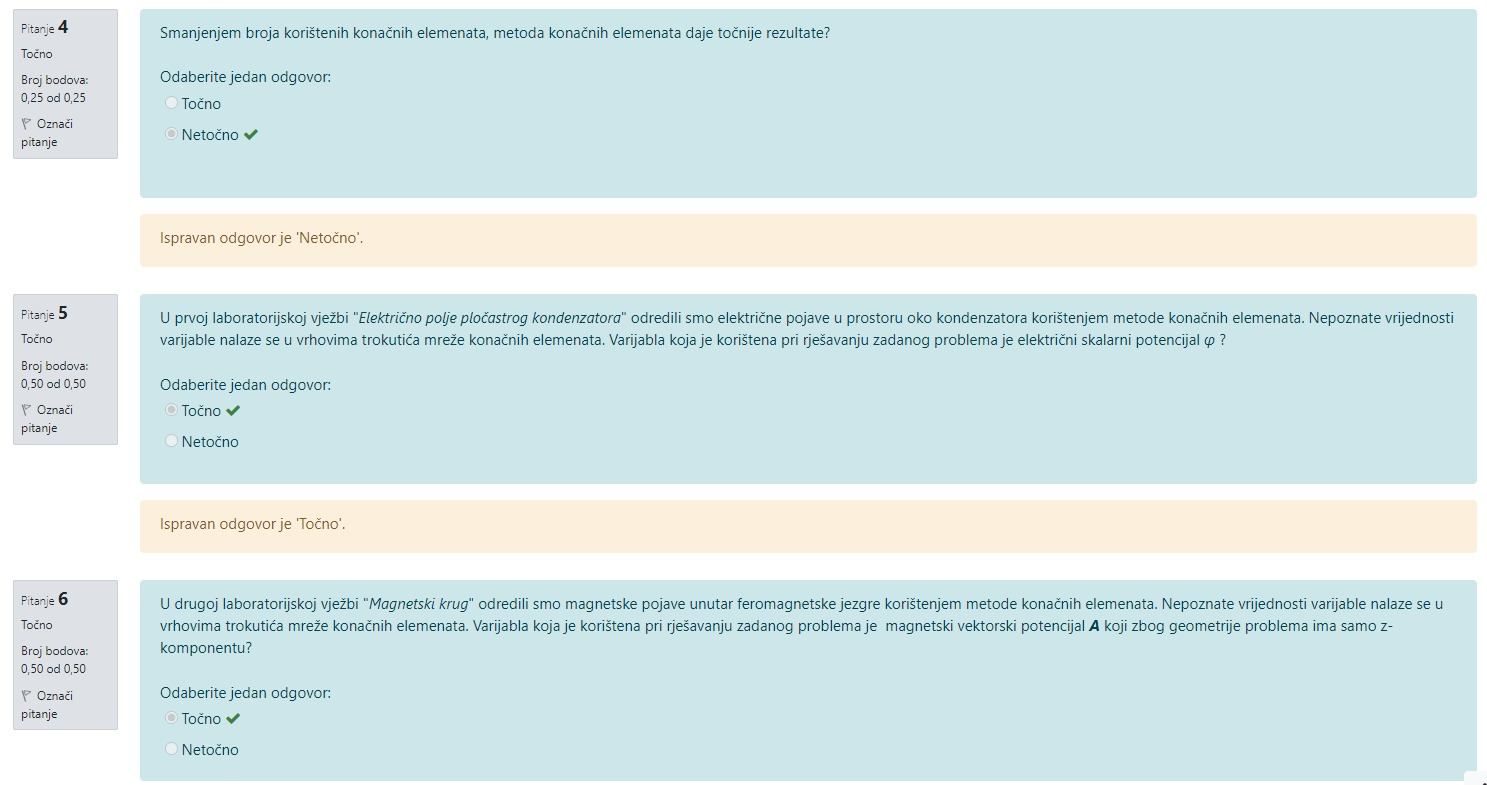 Pitanje 4
Točno
Broj bodova:
0,25 od 0,25
Označi
pitanje
Smanjenjem broja korištenih konačnih elemenata, metoda konačnih elemenata daje točnije rezultate?
Odaberite jedan odgovor:
Točno
Netočno
Ispravan odgovor je 'Netočno'.
Pitanje 5
Točno
Broj bodova:
0,50 od 0,50
Označi
pitanje
U prvoj laboratorijskoj vježbi "Električno polje pločastrog kondenzatora" odredili smo električne pojave u prostoru oko kondenzatora korištenjem metode konačnih elemenata. Nepoznate vrijednosti
varijable nalaze se u vrhovima trokutića mreže konačnih elemenata. Varijabla koja je korištena pri rješavanju zadanog problema je električni skalarni potencijal φ ?
Odaberite jedan odgovor:
Točno
Netočno
Ispravan odgovor je 'Točno'.
Pitanje 6
Točno
Broj bodova:
0,50 od 0,50
Označi
pitanje
U drugoj laboratorijskoj vježbi "Magnetski krug" odredili smo magnetske pojave unutar feromagnetske jezgre korištenjem metode konačnih elemenata. Nepoznate vrijednosti varijable nalaze se u
vrhovima trokutića mreže konačnih elemenata. Varijabla koja je korištena pri rješavanju zadanog problema je magnetski vektorski potencijal A koji zbog geometrije problema ima samo z-
komponentu?
Odaberite jedan odgovor:
Točno
Netočno